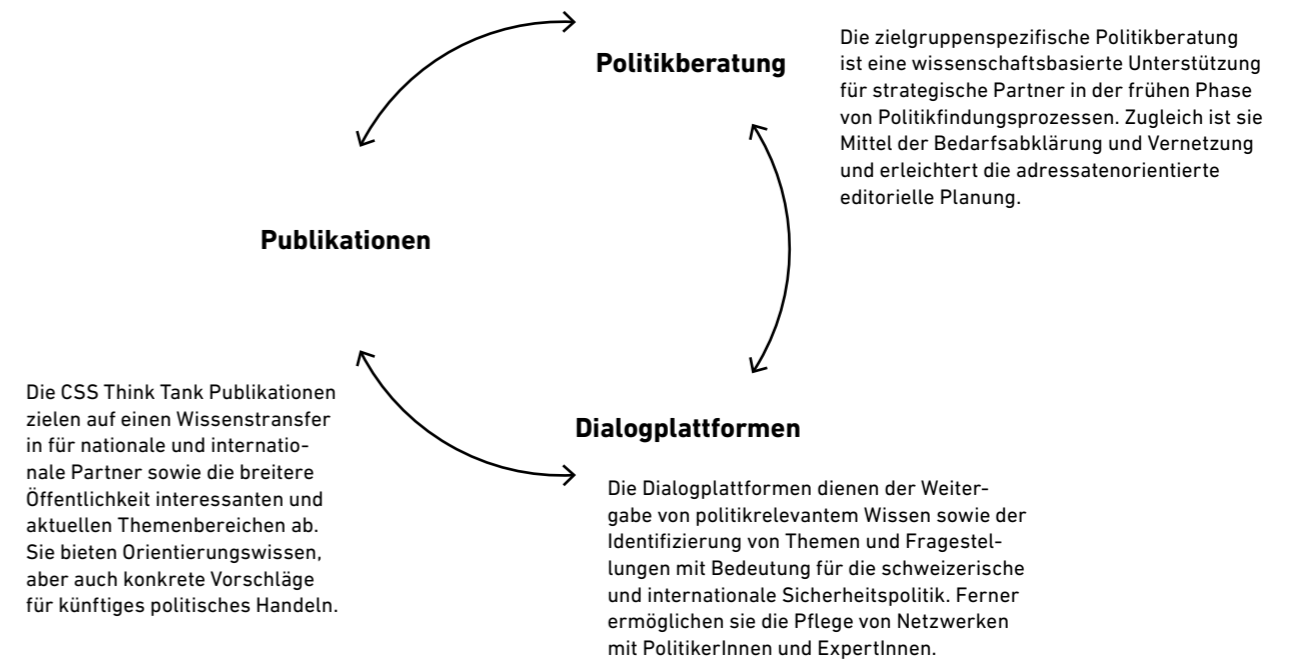 Politikberatung
Die zielgruppenspezifische Politikberatung
ist eine wissenschaftsbasierte Unterstützung
für strategische Partner in der frühen Phase
von Politikfindungsprozessen. Zugleich ist sie
Mittel der Bedarfsabklärung und Vernetzung
und erleichtert die adressatenorientierte
editorielle Planung.
Publikationen
Die CSS Think Tank Publikationen
zielen auf einen Wissenstransfer
in für nationale und internatio-
nale Partner sowie die breitere
Öffentlichkeit interessanten und
aktuellen Themenbereichen ab.
Sie bieten Orientierungswissen,
aber auch konkrete Vorschläge
für künftiges politisches Handeln.
Dialogplattformen
Die Dialogplattformen dienen der Weiter-
gabe von politikrelevantem Wissen sowie der
Identifizierung von Themen und Fragestel-
lungen mit Bedeutung für die schweizerische
und internationale Sicherheitspolitik. Ferner
ermöglichen sie die Pflege von Netzwerken
mit PolitikerInnen und ExpertInnen.